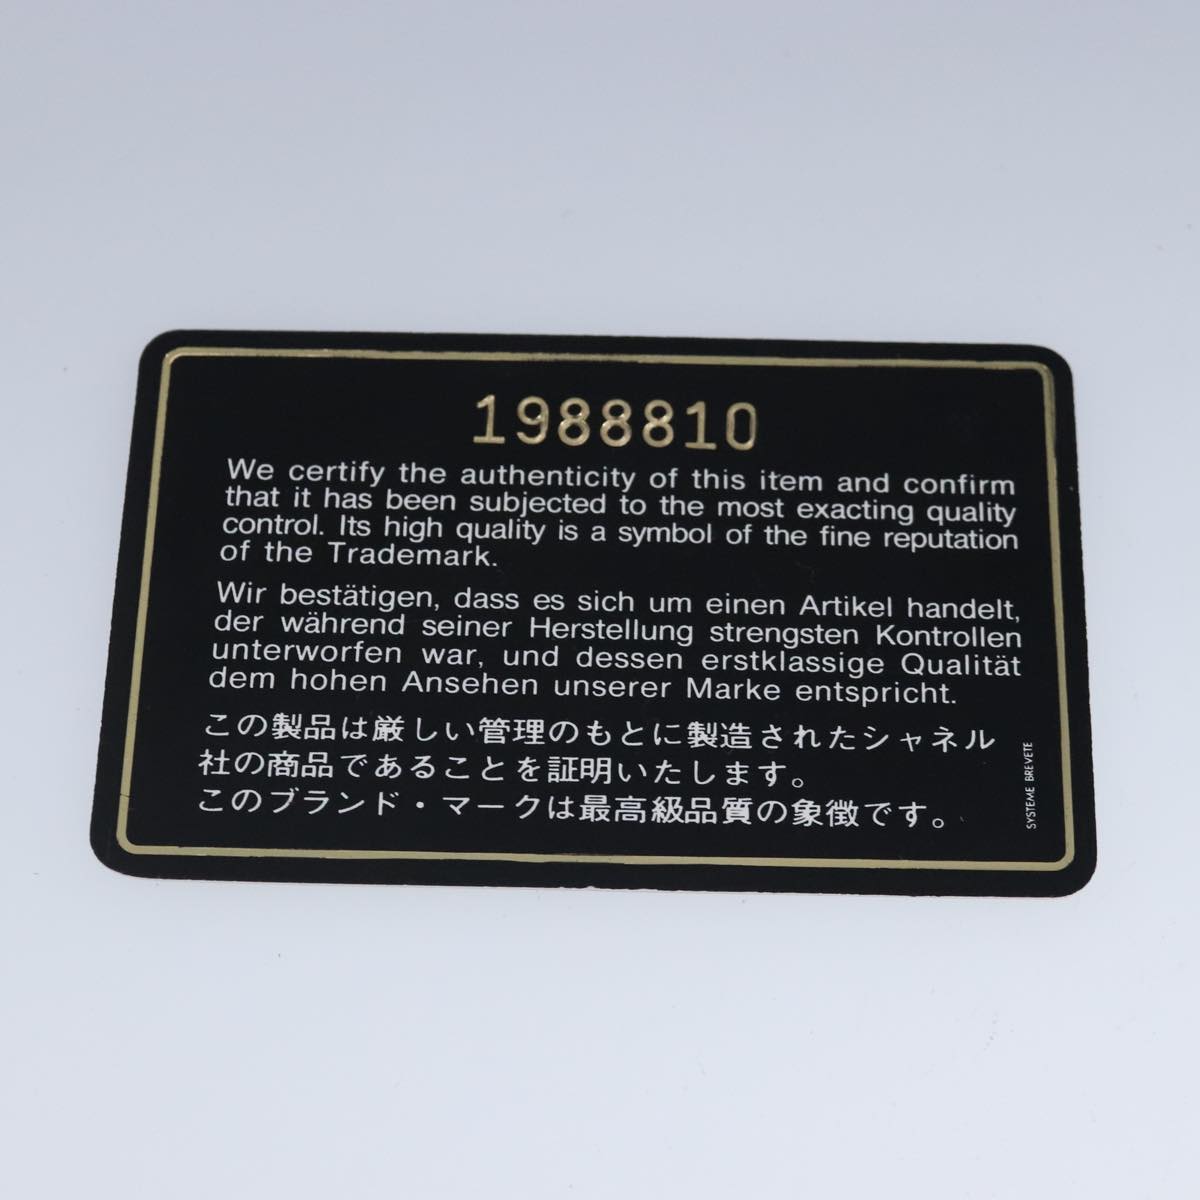 1988810
We certify the authenticity of this item and confirm
that it has been subjected to the most exacting quality
control. Its high quality is a symbol of the fine reputation
of the Trademark.
Wir bestätigen, dass es sich um einen Artikel handelt,
der während seiner Herstellung strengsten Kontrollen
unterworfen war, und dessen erstklassige Qualität
dem hohen Ansehen unserer Marke entspricht.
この製品は厳しい管理のもとに製造されたシャネル
社の商品であることを証明いたします。
このブランド・マークは最高級品質の象徴です。
SYSTEME BREVETE